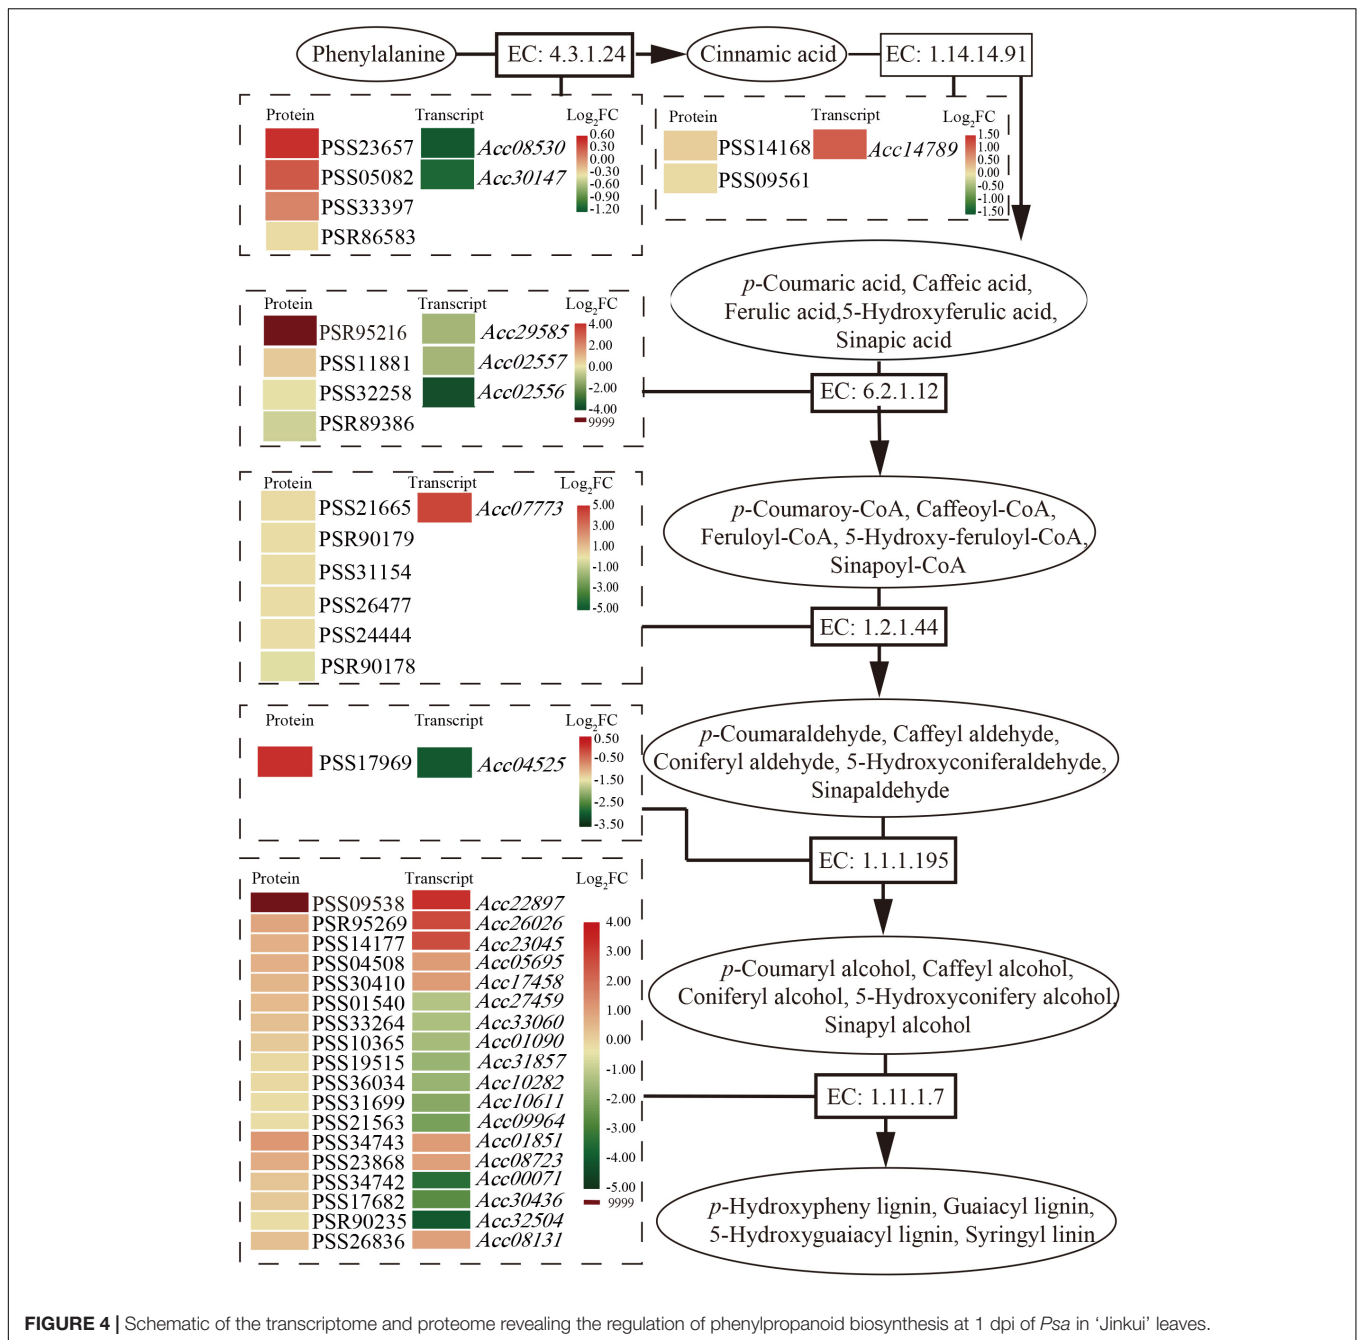 Phenylalanine EC: 4.3.1.24 Cinnamic acid EC: 1.14.14.91
Protein Transcript Log2FC
PSS23657 Acc08530
PSS05082 Acc30147
PSS33397
PSR86583
0.60
0.30
0.00
-0.30
-0.60
-0.90
-1.20
Protein Transcript Log2FC
PSS14168 Acc14789
PSS09561
1.50
1.00
0.50
0.00
-0.50
-1.00
-1.50
p-Coumaric acid, Caffeic acid,
Ferulic acid,5-Hydroxyferulic acid,
Sinapic acid
Protein Transcript Log2FC
PSR95216 Acc29585
PSS11881 Acc02557
PSS32258 Acc02556
PSR89386
4.00
2.00
0.00
-2.00
-4.00
9999
EC: 6.2.1.12
Protein Transcript Log2FC
PSS21665 Acc07773
PSR90179
PSS31154
PSS26477
PSS24444
PSR90178
5.00
3.00
1.00
-1.00
-3.00
-5.00
p-Coumaroy-CoA, Caffeoyl-CoA,
Feruloyl-CoA, 5-Hydroxy-feruloyl-CoA,
Sinapoyl-CoA
EC: 1.2.1.44
Protein Transcript Log2FC
PSS17969 Acc04525
0.50
-0.50
-1.50
-2.50
-3.50
p-Coumaraldehyde, Caffeyl aldehyde,
Coniferyl aldehyde, 5-Hydroxyconiferaldehyde,
Sinapaldehyde
EC: 1.1.1.195
Protein Transcript Log2FC
PSS09538 Acc22897
PSR95269 Acc26026
PSS14177 Acc23045
PSS04508 Acc05695
PSS30410 Acc17458
PSS01540 Acc27459
PSS33264 Acc33060
PSS10365 Acc01090
PSS19515 Acc31857
PSS36034 Acc10282
PSS31699 Acc10611
PSS21563 Acc09964
PSS34743 Acc01851
PSS23868 Acc08723
PSS34742 Acc00071
PSS17682 Acc30436
PSR90235 Acc32504
PSS26836 Acc08131
4.00
3.00
2.00
1.00
0.00
-1.00
-2.00
-3.00
-4.00
-5.00
9999
p-Coumaryl alcohol, Caffeyl alcohol,
Coniferyl alcohol, 5-Hydroxyconifery alcohol,
Sinapyl alcohol
EC: 1.11.1.7
p-Hydroxypheny lignin, Guaiacyl lignin,
5-Hydroxyguaiacyl lignin, Syringyl linin
FIGURE 4 | Schematic of the transcriptome and proteome revealing the regulation of phenylpropanoid biosynthesis at 1 dpi of Psa in ‘Jinkui’ leaves.